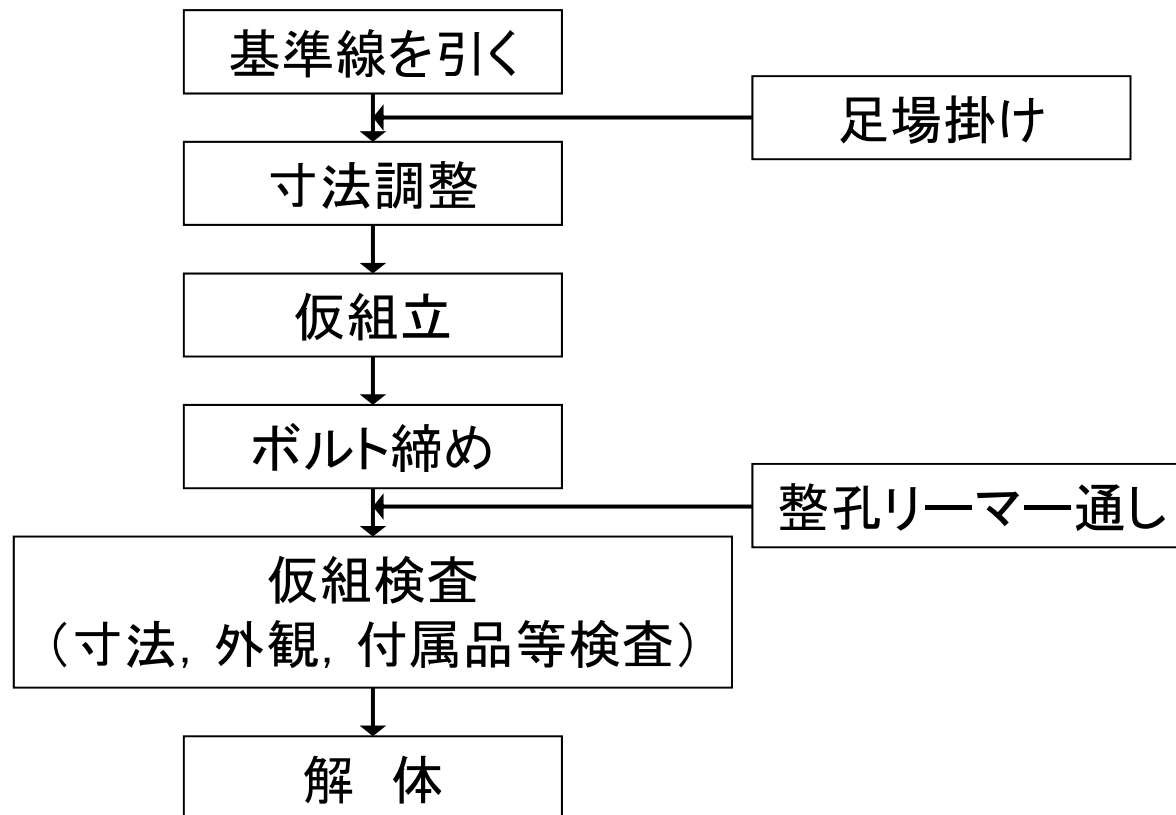 基準線を引く
足場掛け
寸法調整
仮組立
ボルト締め
整孔リーマー通し
仮組検査
（寸法，外観，付属品等検査）
解　体